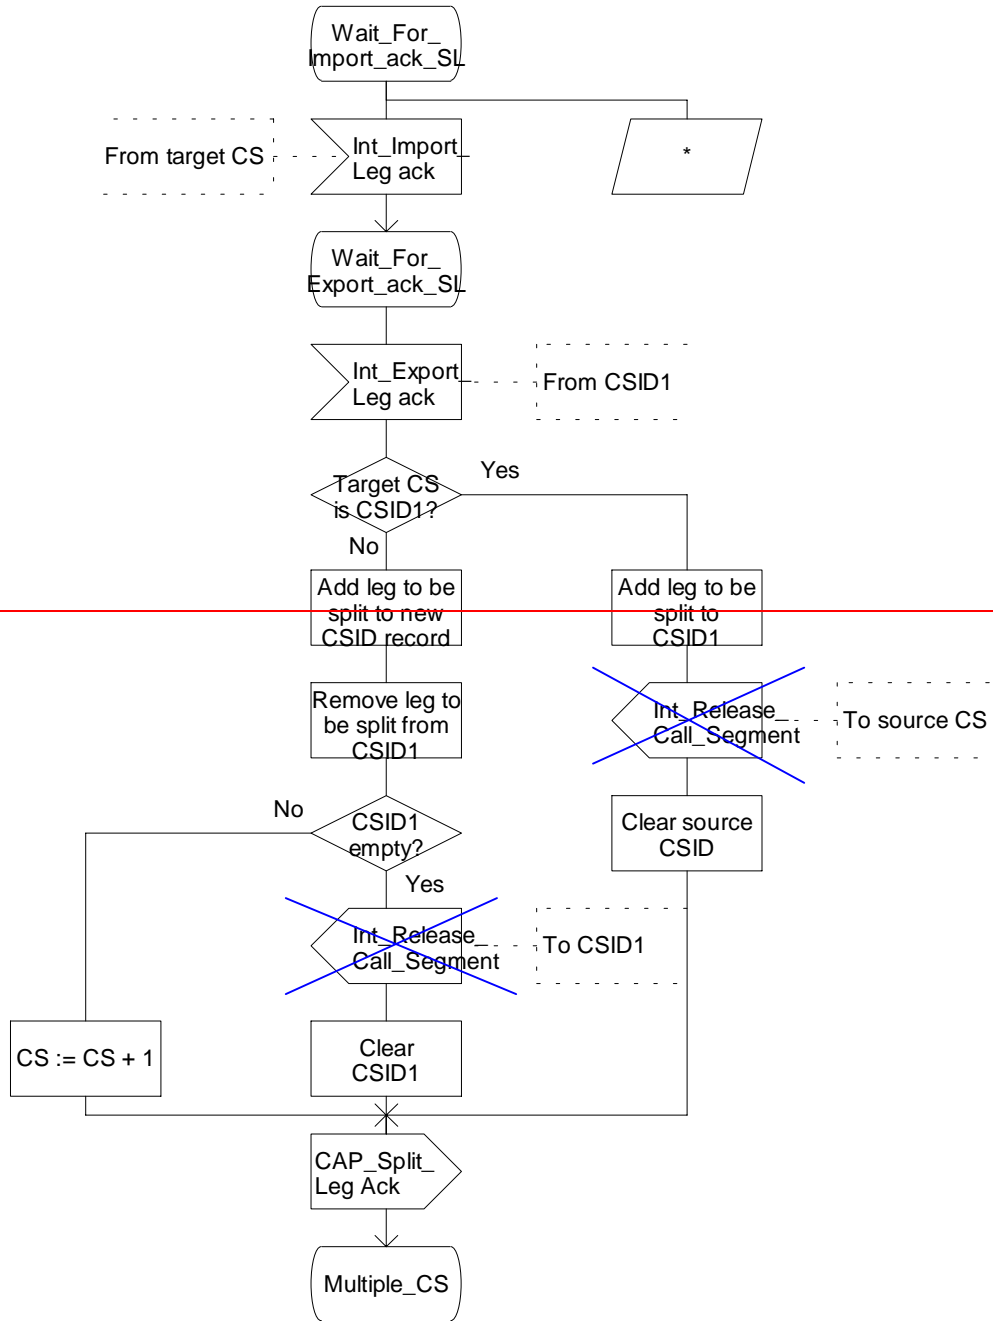 Wait_For_
Import_ack_SL
From target CS
Int_Import_
Leg ack
*
Wait_For_
Export_ack_SL
Int_Export_
Leg ack
From CSID1
Target CS
is CSID1?
Yes
No
Add leg to be
split to new
CSID record
Add leg to be
split to
CSID1
Remove leg to
be split from
CSID1
Int_Release_
Call_Segment
To source CS
No
CSID1
empty?
Clear source
CSID
Yes
Int_Release_
Call_Segment
To CSID1
CS := CS + 1
Clear
CSID1
CAP_Split_
Leg Ack
Multiple_CS